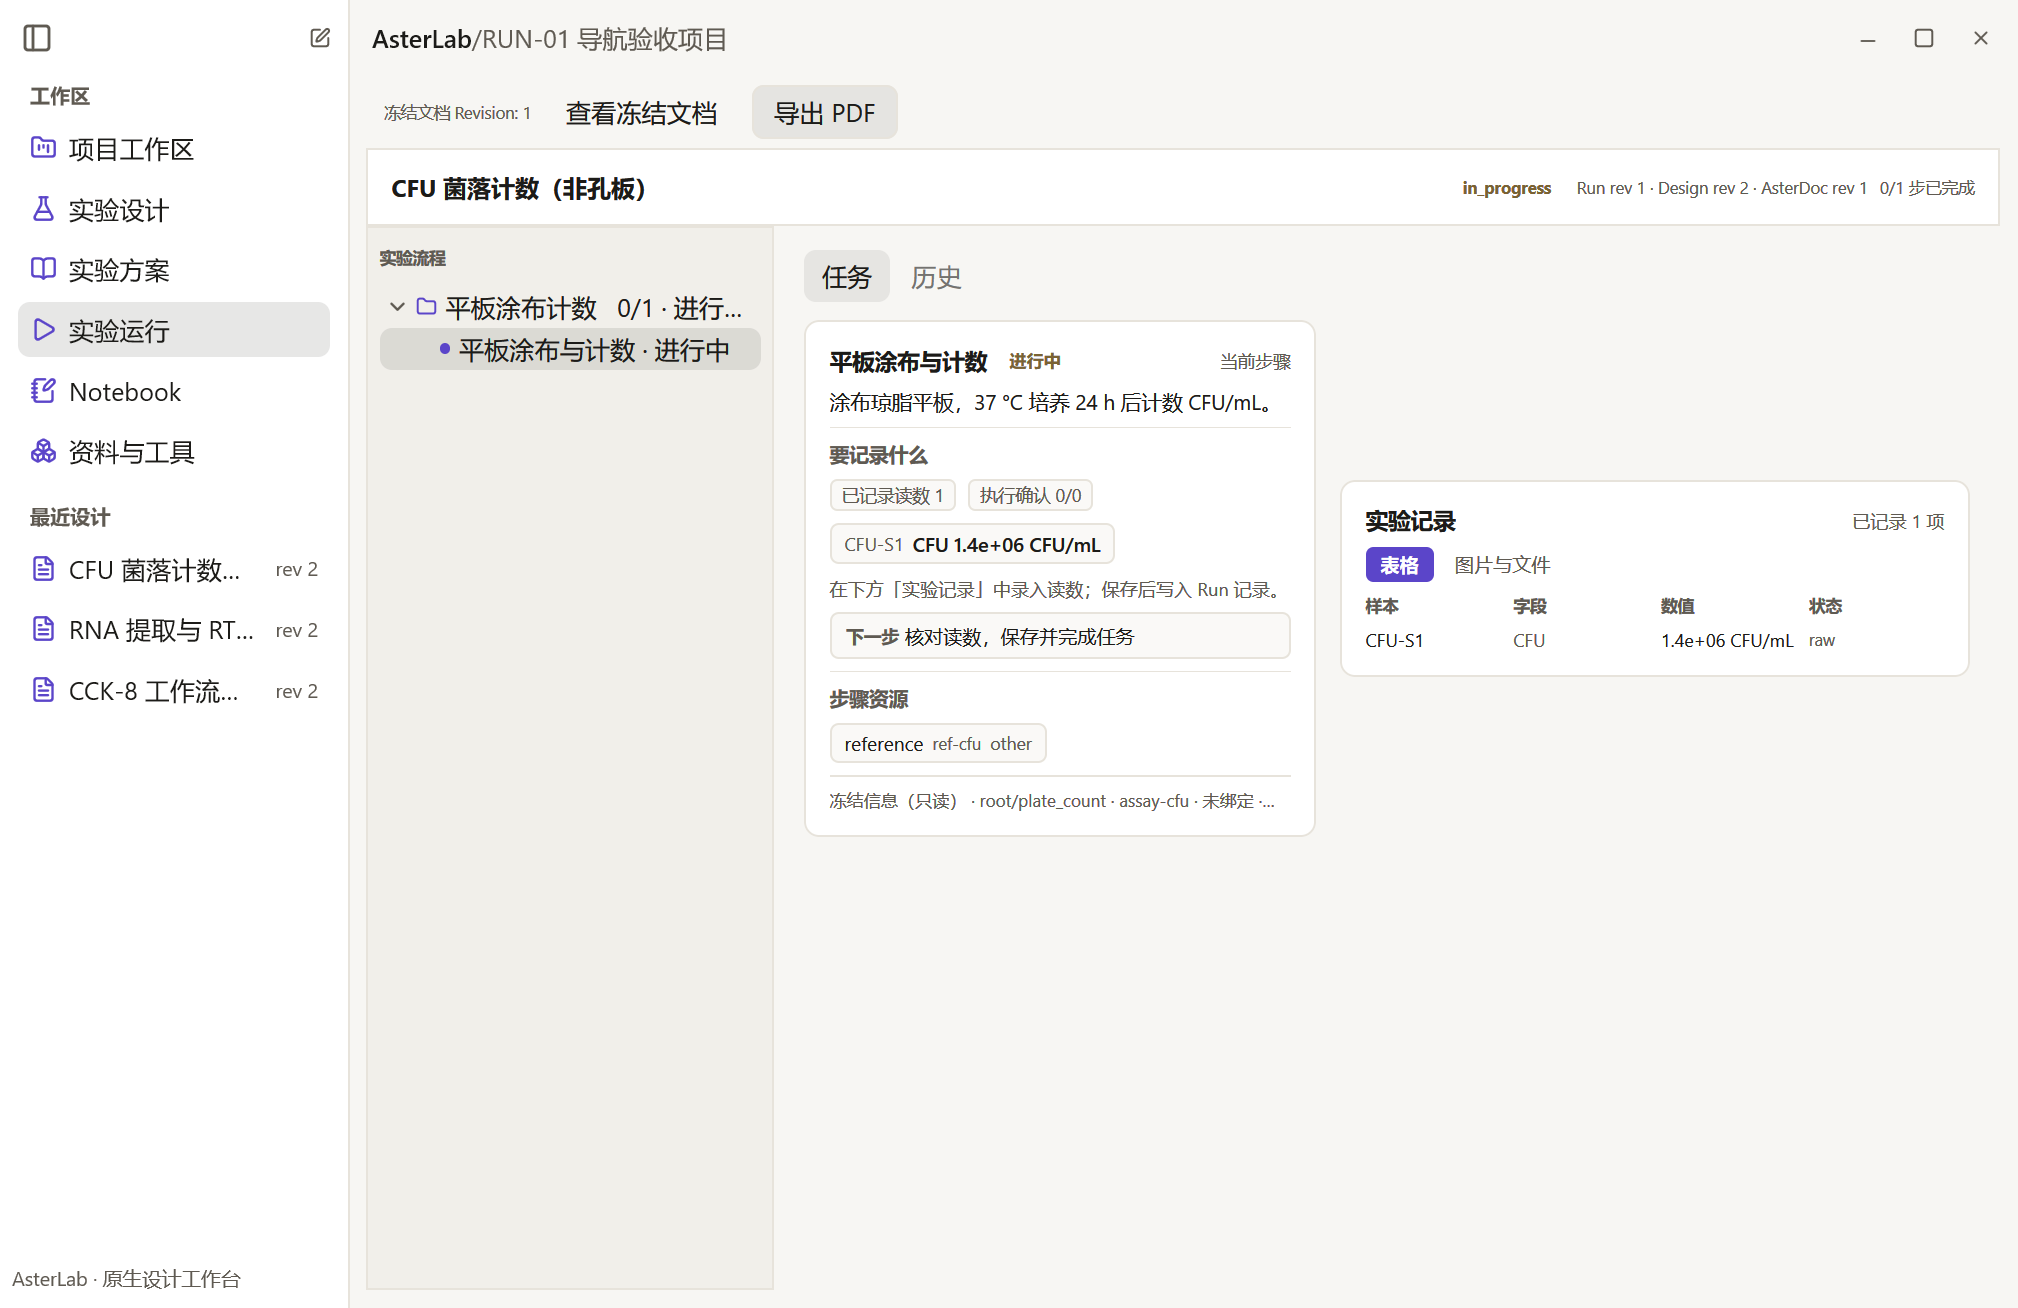 AsterLab/RUN-01 导航验收项目
工作区
项目工作区
实验设计
实验方案
实验运行
Notebook
资料与工具
最近设计
CFU 菌落计数... rev 2
RNA 提取与 RT... rev 2
CCK-8 工作流... rev 2
AsterLab · 原生设计工作台
冻结文档 Revision: 1 查看冻结文档 导出 PDF
CFU 菌落计数（非孔板） in_progress Run rev 1 · Design rev 2 · AsterDoc rev 1 0/1 步已完成
实验流程
平板涂布计数 0/1 · 进行...
平板涂布与计数 · 进行中
任务 历史
平板涂布与计数 进行中 当前步骤
涂布琼脂平板，37 °C 培养 24 h 后计数 CFU/mL。
要记录什么
已记录读数 1 执行确认 0/0
CFU-S1 CFU 1.4e+06 CFU/mL
在下方「实验记录」中录入读数；保存后写入 Run 记录。
下一步 核对读数，保存并完成任务
步骤资源
reference ref-cfu other
冻结信息（只读） · root/plate_count · assay-cfu · 未绑定 ·...
实验记录 已记录 1 项
表格 图片与文件
样本 字段 数值 状态
CFU-S1 CFU 1.4e+06 CFU/mL raw